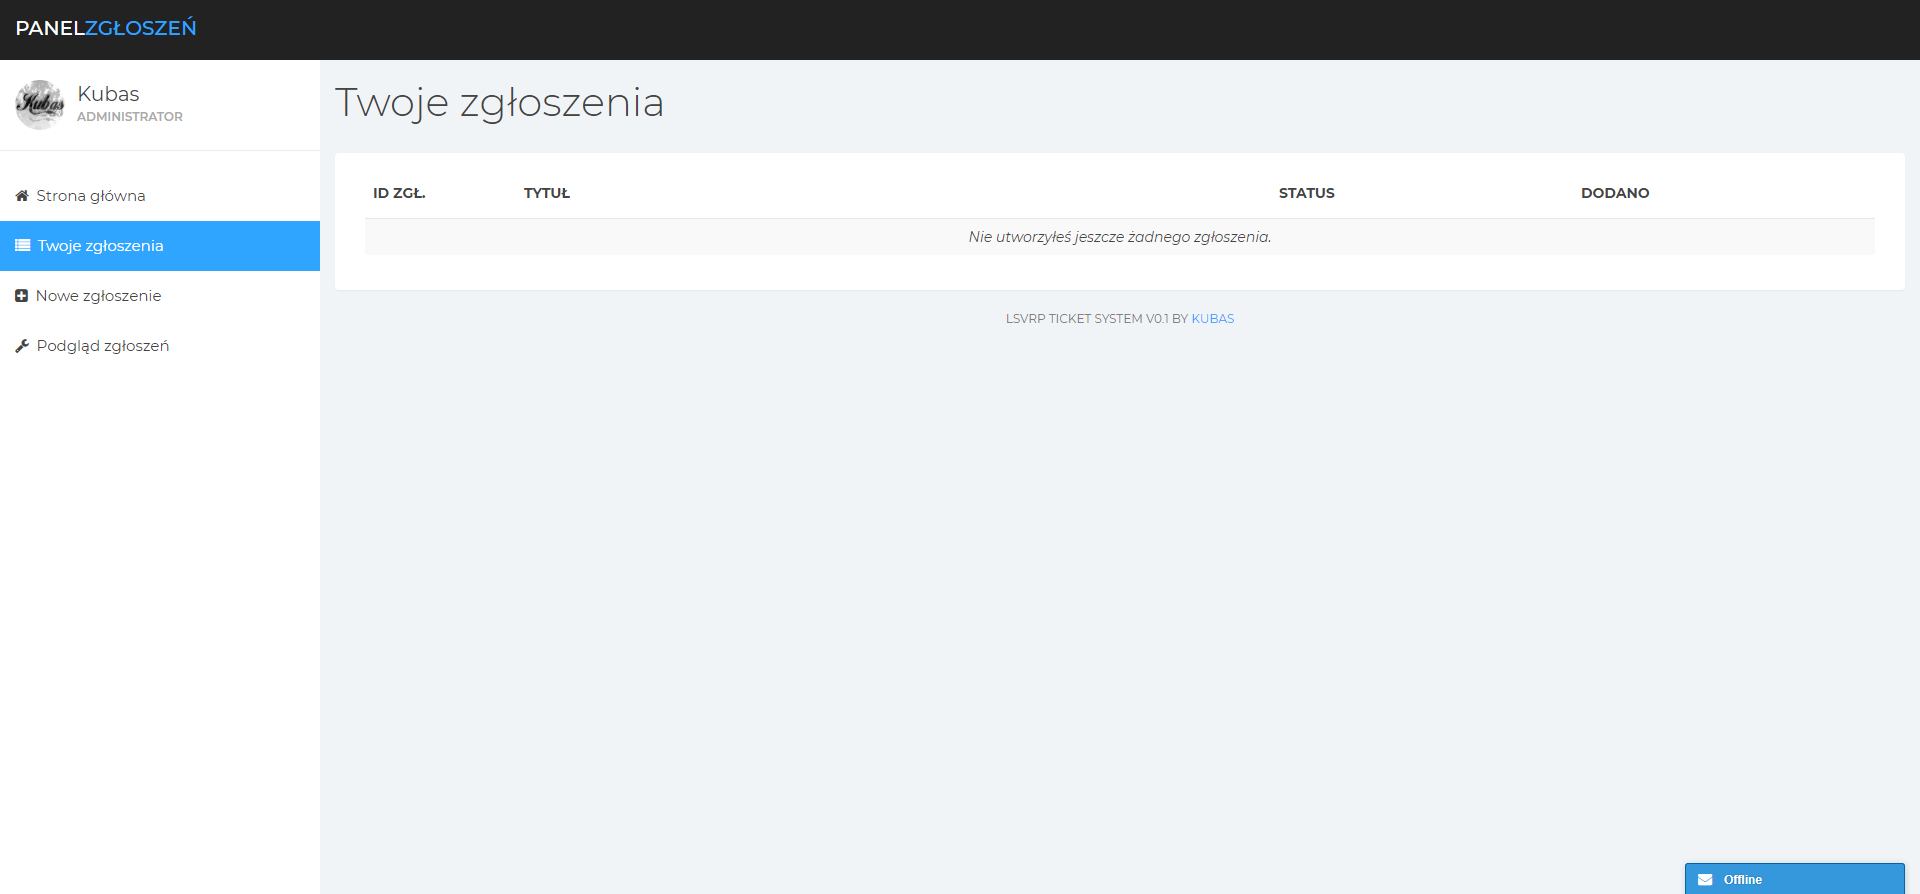 PANELZGŁOSZEŃ
Kubas
Kubas
ADMINISTRATOR
Strona główna
Twoje zgłoszenia
Nowe zgłoszenie
Podgląd zgłoszeń
Twoje zgłoszenia
ID ZGŁ. TYTUŁ STATUS DODANO
Nie utworzyłeś jeszcze żadnego zgłoszenia.
LSVRP TICKET SYSTEM V0.1 BY KUBAS
Offline